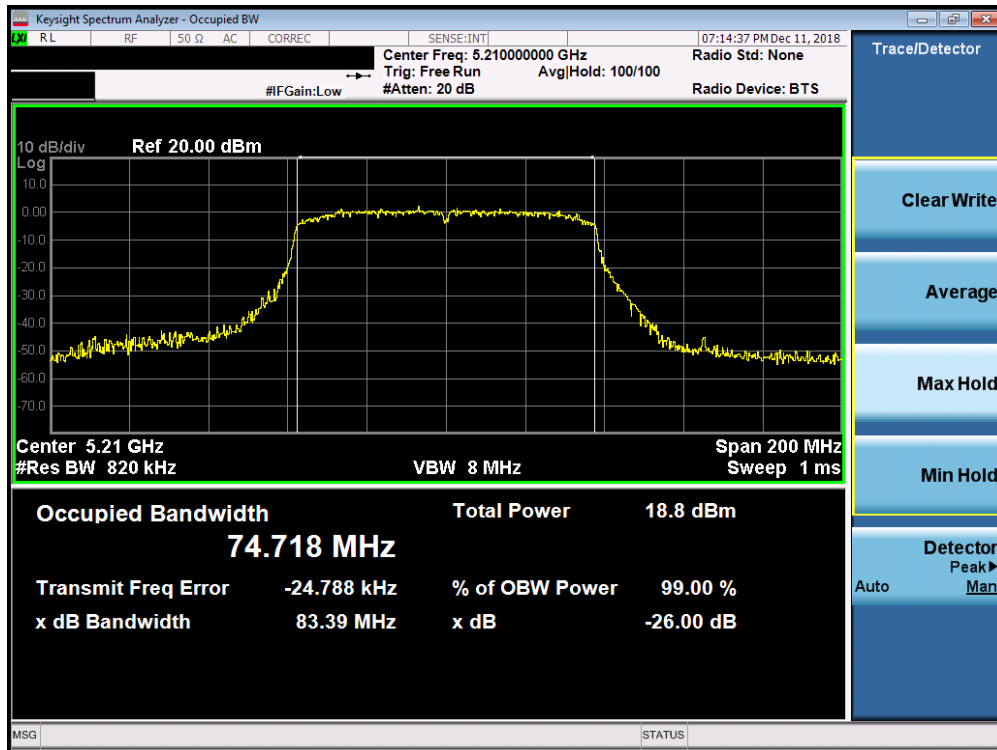 Keysight Spectrum Analyzer - Occupied BW
LXI RL RF 50 Ω AC CORREC SENSE:INT 07:14:37 PM Dec 11, 2018
Center Freq: 5.210000000 GHz Radio Std: None
Trig: Free Run Avg|Hold: 100/100
#IFGain:Low #Atten: 20 dB Radio Device: BTS
10 dB/div Ref 20.00 dBm
Log
10.0
0.00
-10.0
-20.0
-30.0
-40.0
-50.0
-60.0
-70.0
Center 5.21 GHz Span 200 MHz
#Res BW 820 kHz VBW 8 MHz Sweep 1 ms
Occupied Bandwidth Total Power 18.8 dBm
74.718 MHz
Transmit Freq Error -24.788 kHz % of OBW Power 99.00 %
x dB Bandwidth 83.39 MHz x dB -26.00 dB
MSG STATUS
Trace/Detector
Clear Write
Average
Max Hold
Min Hold
Detector
Peak▶
Auto Man